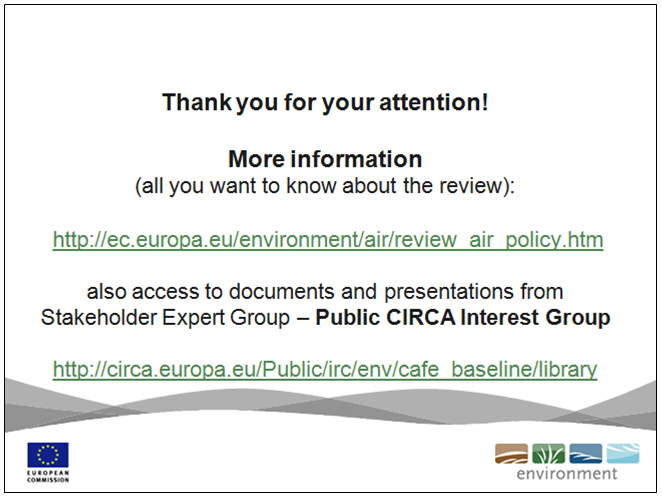 Thank you for your attention!
More information
(all you want to know about the review):
http://ec.europa.eu/environment/air/review_air_policy.htm
also access to documents and presentations from
Stakeholder Expert Group – Public CIRCA Interest Group
http://circa.europa.eu/Public/irc/env/cafe_baseline/library
EUROPEAN
COMMISSION
environment